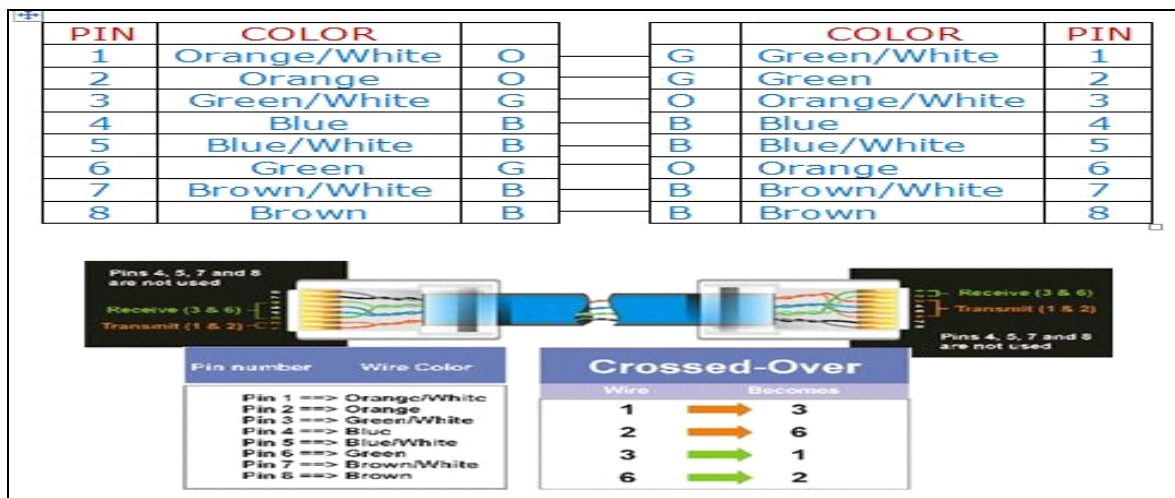 PIN COLOR COLOR PIN
1 Orange/White O G Green/White 1
2 Orange O G Green 2
3 Green/White G O Orange/White 3
4 Blue B B Blue 4
5 Blue/White B B Blue/White 5
6 Green G O Orange 6
7 Brown/White B B Brown/White 7
8 Brown B B Brown 8
Pins 4, 5, 7 and 8
are not used
Receive (3 & 6)
Transmit (1 & 2)
Receive (3 & 6)
Transmit (1 & 2)
Pins 4, 5, 7 and 8
are not used
Pin number Wire Color
Pin 1 ==> Orange/White
Pin 2 ==> Orange
Pin 3 ==> Green/White
Pin 4 ==> Blue
Pin 5 ==> Blue/White
Pin 6 ==> Green
Pin 7 ==> Brown/White
Pin 8 ==> Brown
Crossed-Over
Wire Becomes
1 3
2 6
3 1
6 2